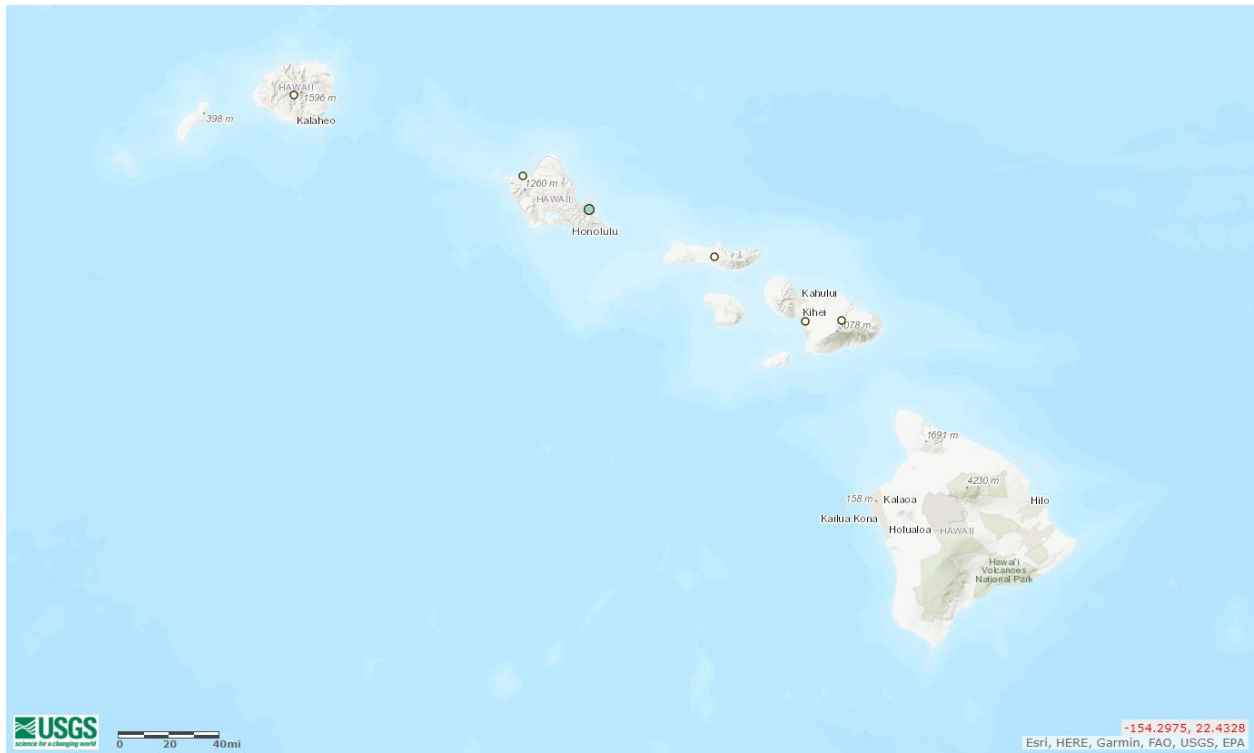 HAWAII
1596 m
398 m
Kalaheo
1260 m
HAWAII
Honolulu
Kahului
Kihei
3078 m
1691 m
4230 m
158 m
Kalaoa
Hilo
Kailua Kona
Holualoa
HAWAII
Hawai'i
Volcanoes
National Park
USGS
science for a changing world
0 20 40mi
-154.2975, 22.4328
Esri, HERE, Garmin, FAO, USGS, EPA